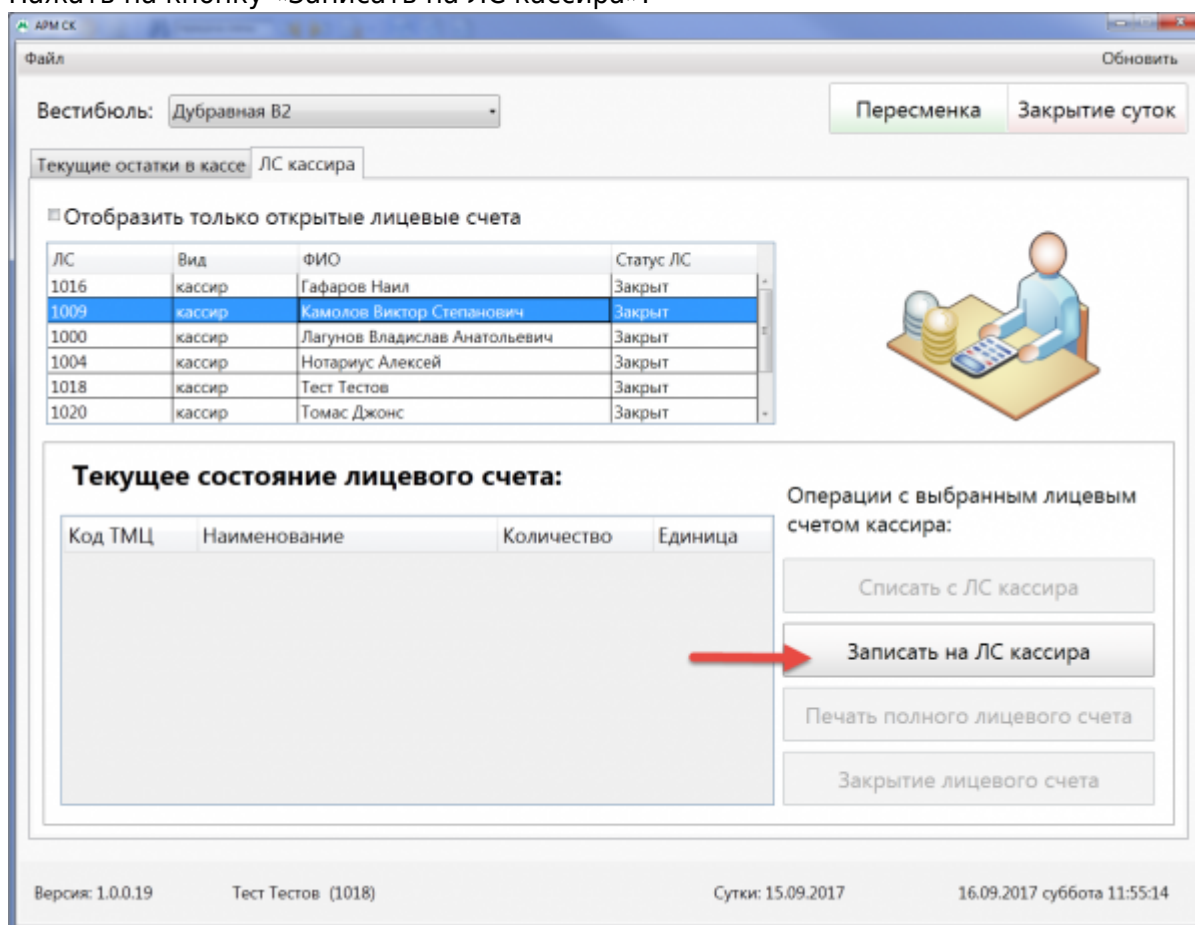 Нажать на кнопку «Записать на ЛС кассира».
АРМ СК
Файл Обновить
Вестибюль: Дубравная В2 Пересменка Закрытие суток
Текущие остатки в кассе ЛС кассира
Отобразить только открытые лицевые счета
ЛС Вид ФИО Статус ЛС
1016 кассир Гафаров Наил Закрыт
1009 кассир Камолов Виктор Степанович Закрыт
1000 кассир Лагунов Владислав Анатольевич Закрыт
1004 кассир Нотариус Алексей Закрыт
1018 кассир Тест Тестов Закрыт
1020 кассир Томас Джонс Закрыт
Текущее состояние лицевого счета:
Код ТМЦ Наименование Количество Единица
Операции с выбранным лицевым
счетом кассира:
Списать с ЛС кассира
Записать на ЛС кассира
Печать полного лицевого счета
Закрытие лицевого счета
Версия: 1.0.0.19 Тест Тестов (1018) Сутки: 15.09.2017 16.09.2017 суббота 11:55:14